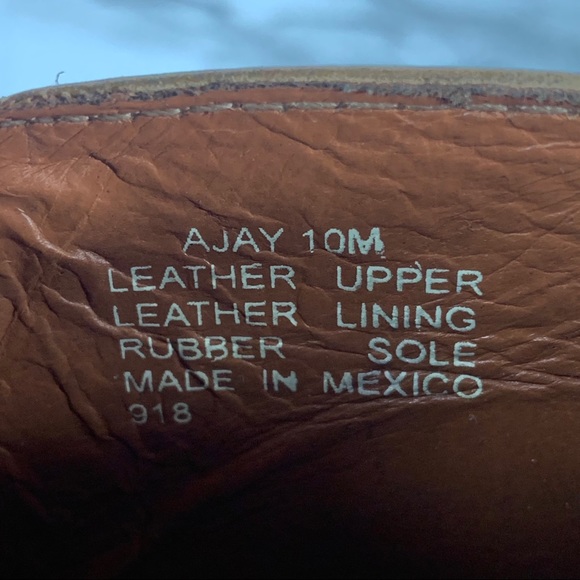 AJAY 10M
LEATHER UPPER
LEATHER LINING
RUBBER SOLE
MADE IN MEXICO
918